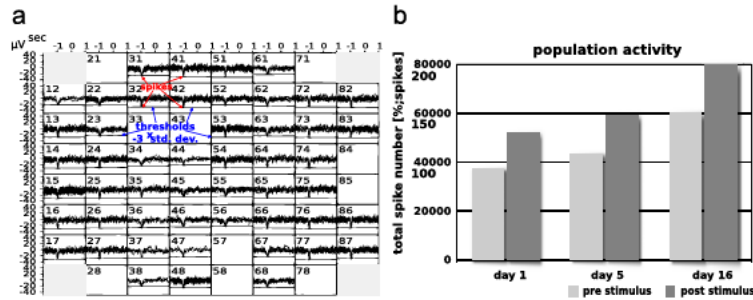 a
b
μV sec
-1 0 1 -1 0 1 -1 0 1 -1 0 1 -1 0 1 -1 0 1 -1 0 1 -1 0 1
21 31 41 51 61 71
12 22 32 42 52 62 72 82
spikes
13 23 33 43 53 63 73 83
thresholds
-3 x std. dev.
14 24 34 44 54 64 74 84
15 25 35 45 55 65 75 85
16 26 36 46 56 66 76 86
17 27 37 47 57 67 77 87
28 38 48 58 68 78
population activity
total spike number [%;spikes]
80000
200
60000
150
40000
100
20000
0
day 1 day 5 day 16
pre stimulus post stimulus